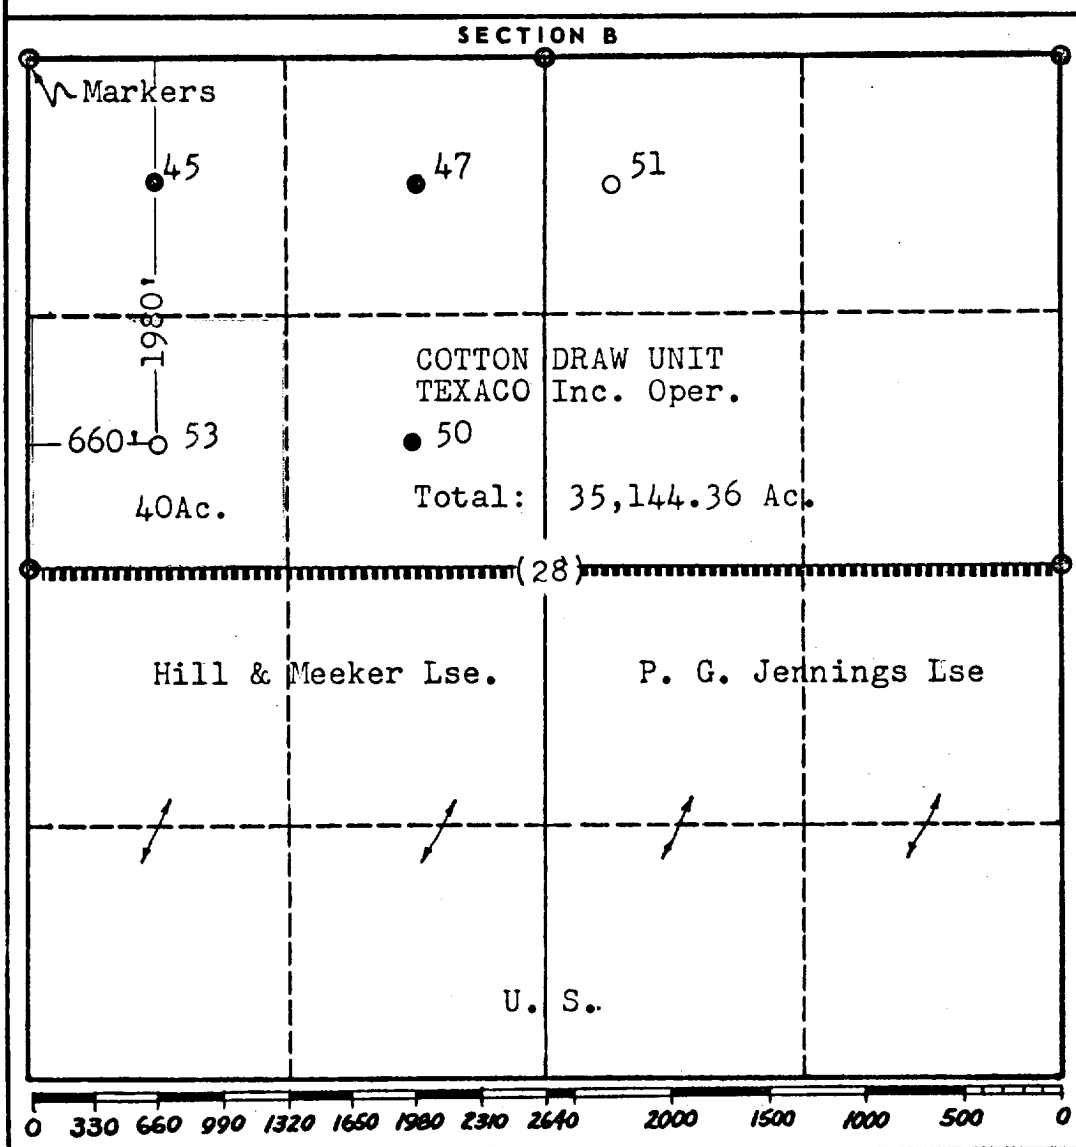 SECTION B
Markers
45
47
51
1980'
COTTON DRAW UNIT
TEXACO Inc. Oper.
660'
53
50
40Ac.
Total: 35,144.36 Ac.
(28)
Hill & Meeker Lse.
P. G. Jennings Lse
U. S.
0 330 660 990 1320 1650 1980 2310 2640 2000 1500 1000 500 0